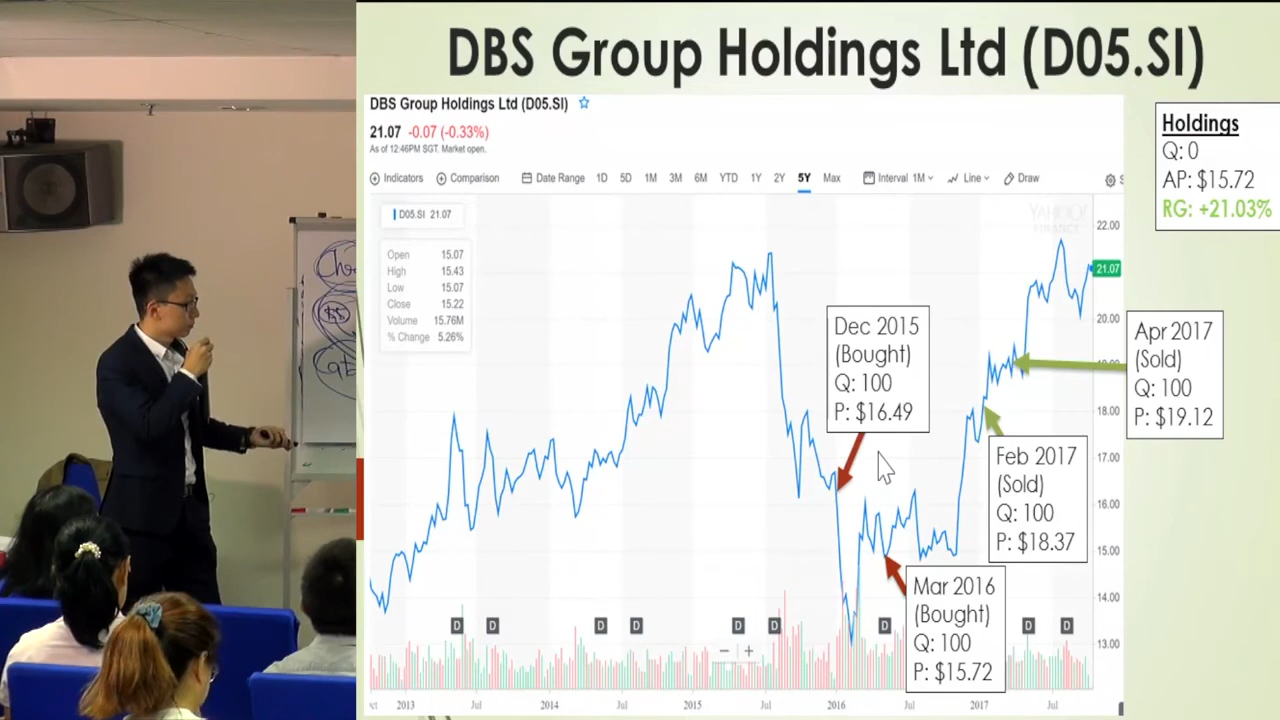 DBS Group Holdings Ltd (D05.SI)
DBS Group Holdings Ltd (D05.SI)
21.07 -0.07 (-0.33%)
As of 12:46PM SGT. Market open.
Indicators Comparison Date Range 1D 5D 1M 3M 6M YTD 1Y 2Y 5Y Max Interval 1M Line Draw S
D05.SI 21.07
Open 15.07
High 15.43
Low 15.07
Close 15.22
Volume 15.76M
% Change 5.26%
YAHOO!
FINANCE
Holdings
Q: 0
AP: $15.72
RG: +21.03%
22.00
21.07
20.00
19.00
18.00
17.00
16.00
15.00
14.00
13.00
Dec 2015
(Bought)
Q: 100
P: $16.49
Apr 2017
(Sold)
Q: 100
P: $19.12
Feb 2017
(Sold)
Q: 100
P: $18.37
Mar 2016
(Bought)
Q: 100
P: $15.72
D D D D D D D D D
2013 Jul 2014 Jul 2015 Jul 2016 Jul 2017 Jul
$$